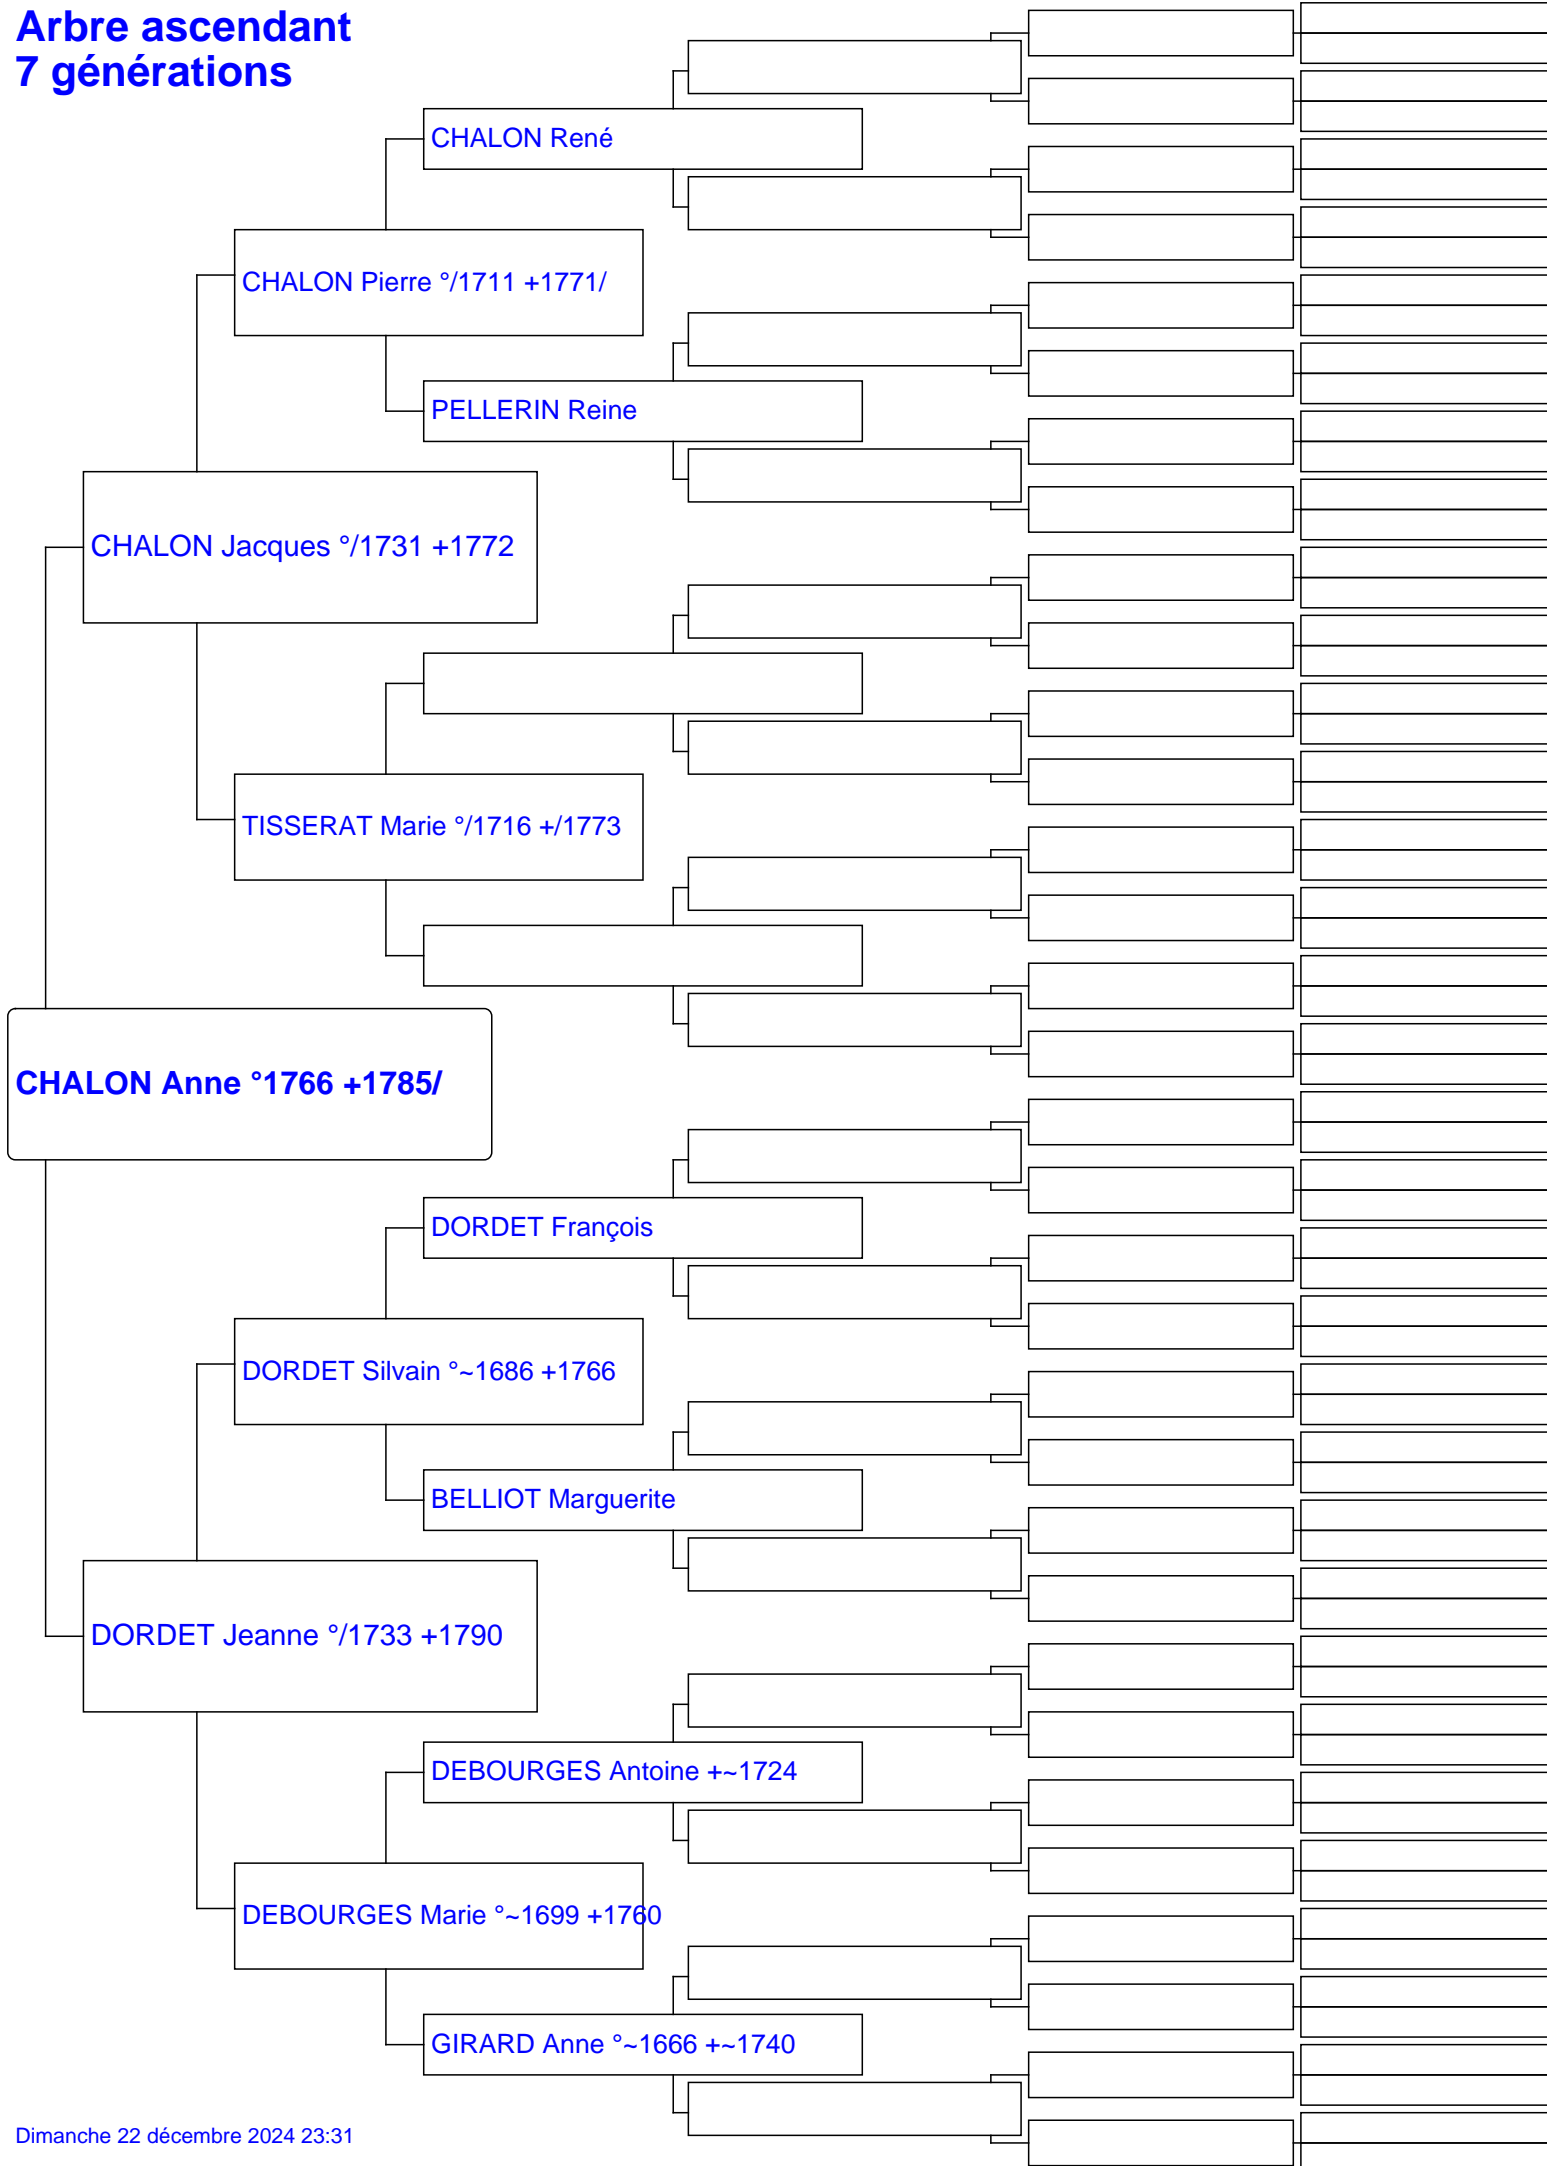 Arbre ascendant
7 générations
CHALON René
CHALON Pierre °/1711 +1771/
PELLERIN Reine
CHALON Jacques °/1731 +1772
TISSERAT Marie °/1716 +/1773
CHALON Anne °1766 +1785/
DORDET François
DORDET Silvain °~1686 +1766
BELLIOT Marguerite
DORDET Jeanne °/1733 +1790
DEBOURGES Antoine +~1724
DEBOURGES Marie °~1699 +1760
GIRARD Anne °~1666 +~1740
Dimanche 22 décembre 2024 23:31